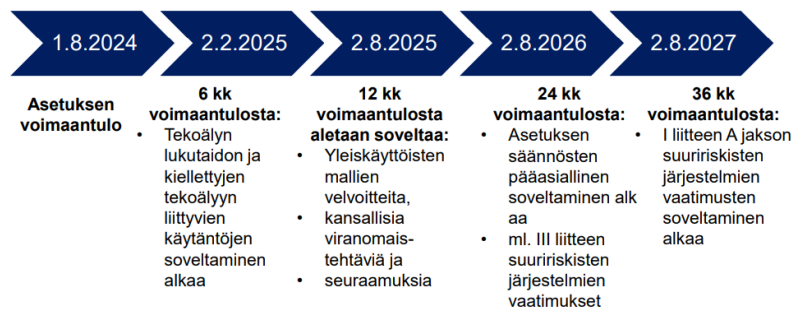 1.8.2024
2.2.2025
2.8.2025
2.8.2026
2.8.2027
Asetuksen
voimaantulo
6 kk
voimaantulosta:
• Tekoälyn
lukutaidon ja
kiellettyjen
tekoälyyn
liittyvien
käytäntöjen
soveltaminen
alkaa
12 kk
voimaantulosta
aletaan soveltaa:
• Yleiskäyttöisten
mallien
velvoitteita,
• kansallisia
viranomais-
tehtäviä ja
• seuraamuksia
24 kk
voimaantulosta:
• Asetuksen
säännösten
pääasiallinen
soveltaminen alk
aa
• ml. III liitteen
suuririskisten
järjestelmien
vaatimukset
36 kk
voimaantulosta:
• I liitteen A jakson
suuririskisten
järjestelmien
vaatimusten
soveltaminen
alkaa